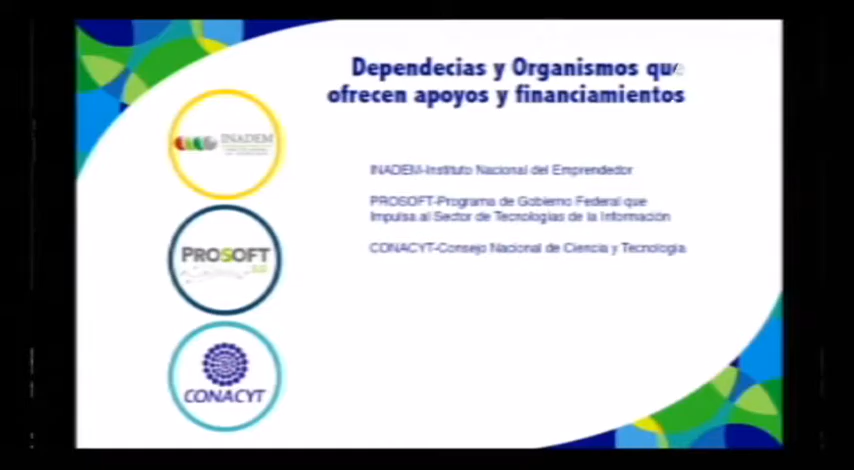 Dependecias y Organismos que
ofrecen apoyos y financiamientos
INADEM
INADEM-Instituto Nacional del Emprendedor
PROSOFT-Programa de Gobierno Federal que
Impulsa al Sector de Tecnologías de la Información
CONACYT-Consejo Nacional de Ciencia y Tecnología
PROSOFT
CONACYT